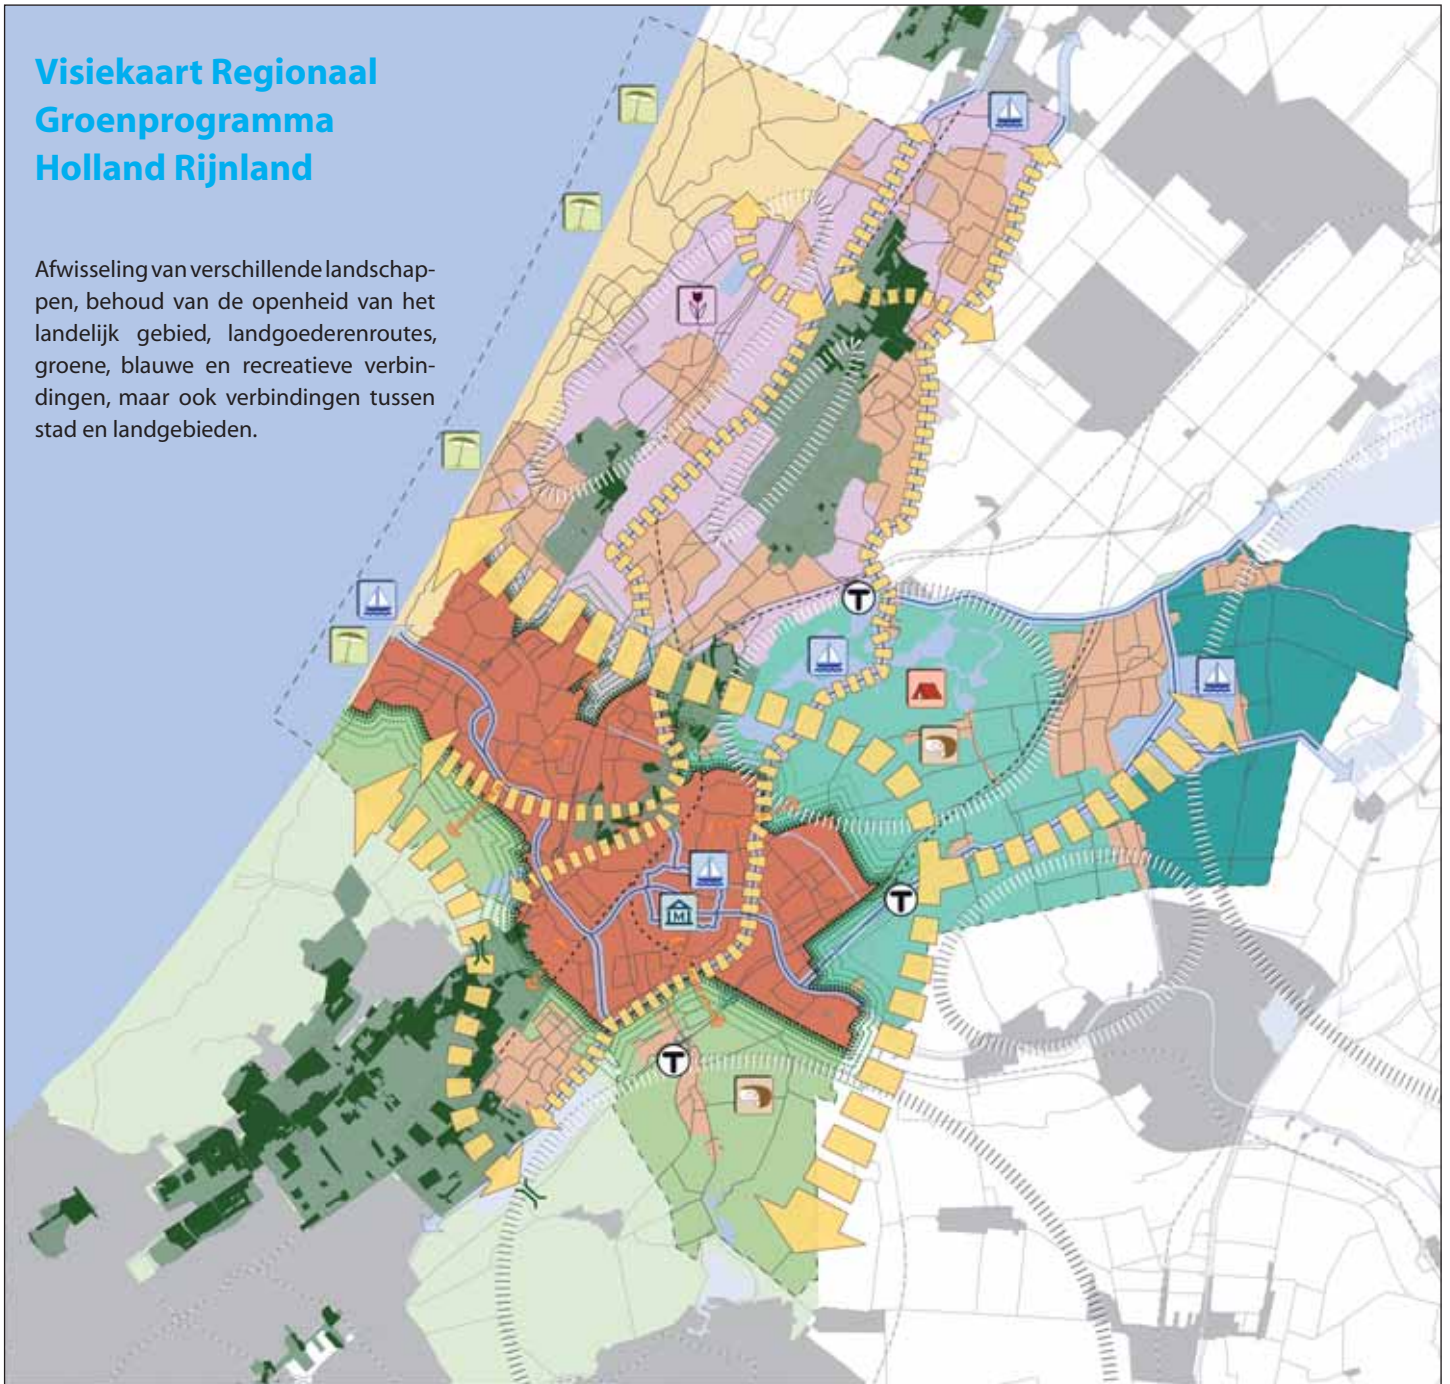 Visiekaart Regionaal
Groenprogramma
Holland Rijnland
Afwisseling van verschillende landschap-
pen, behoud van de openheid van het
landelijk gebied, landgoederenroutes,
groene, blauwe en recreatieve verbin-
dingen, maar ook verbindingen tussen
stad en landgebieden.
T
T
M
T